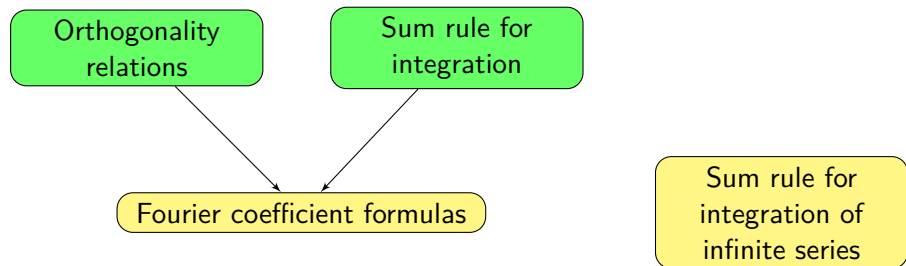 Orthogonality
relations
Sum rule for
integration
Fourier coefficient formulas
Sum rule for
integration of
infinite series